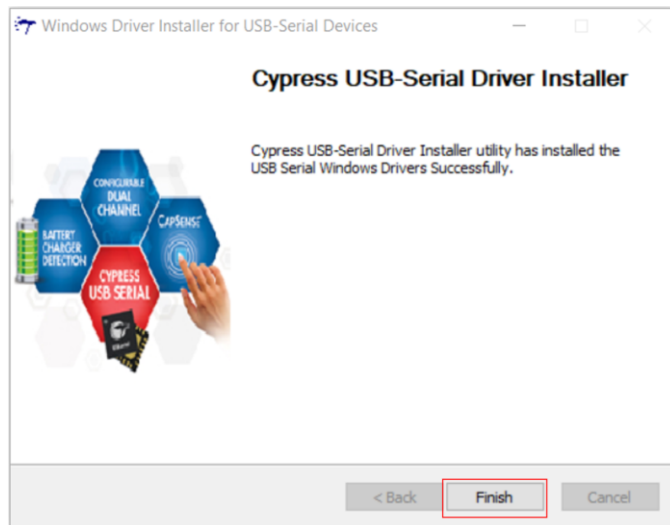 Windows Driver Installer for USB-Serial Devices
Cypress USB-Serial Driver Installer
Cypress USB-Serial Driver Installer utility has installed the
USB Serial Windows Drivers Successfully.
CONFIGURABLE
DUAL
CHANNEL
CAPSENSE
BATTERY
CHARGER
DETECTION
CYPRESS
USB SERIAL
< Back
Finish
Cancel